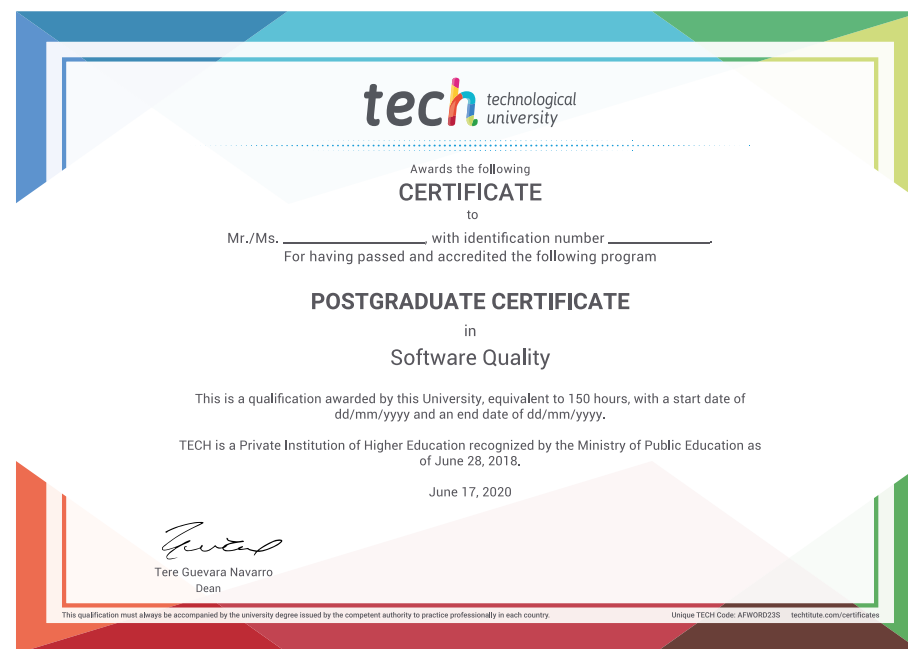 tech technological
university
Awards the following
CERTIFICATE
to
Mr./Ms. ____________________, with identification number ______________.
For having passed and accredited the following program
POSTGRADUATE CERTIFICATE
in
Software Quality
This is a qualification awarded by this University, equivalent to 150 hours, with a start date of
dd/mm/yyyy and an end date of dd/mm/yyyy.
TECH is a Private Institution of Higher Education recognized by the Ministry of Public Education as
of June 28, 2018.
June 17, 2020
Tere Guevara Navarro
Dean
This qualification must always be accompanied by the university degree issued by the competent authority to practice professionally in each country. Unique TECH Code: AFWORD23S techtitute.com/certificates